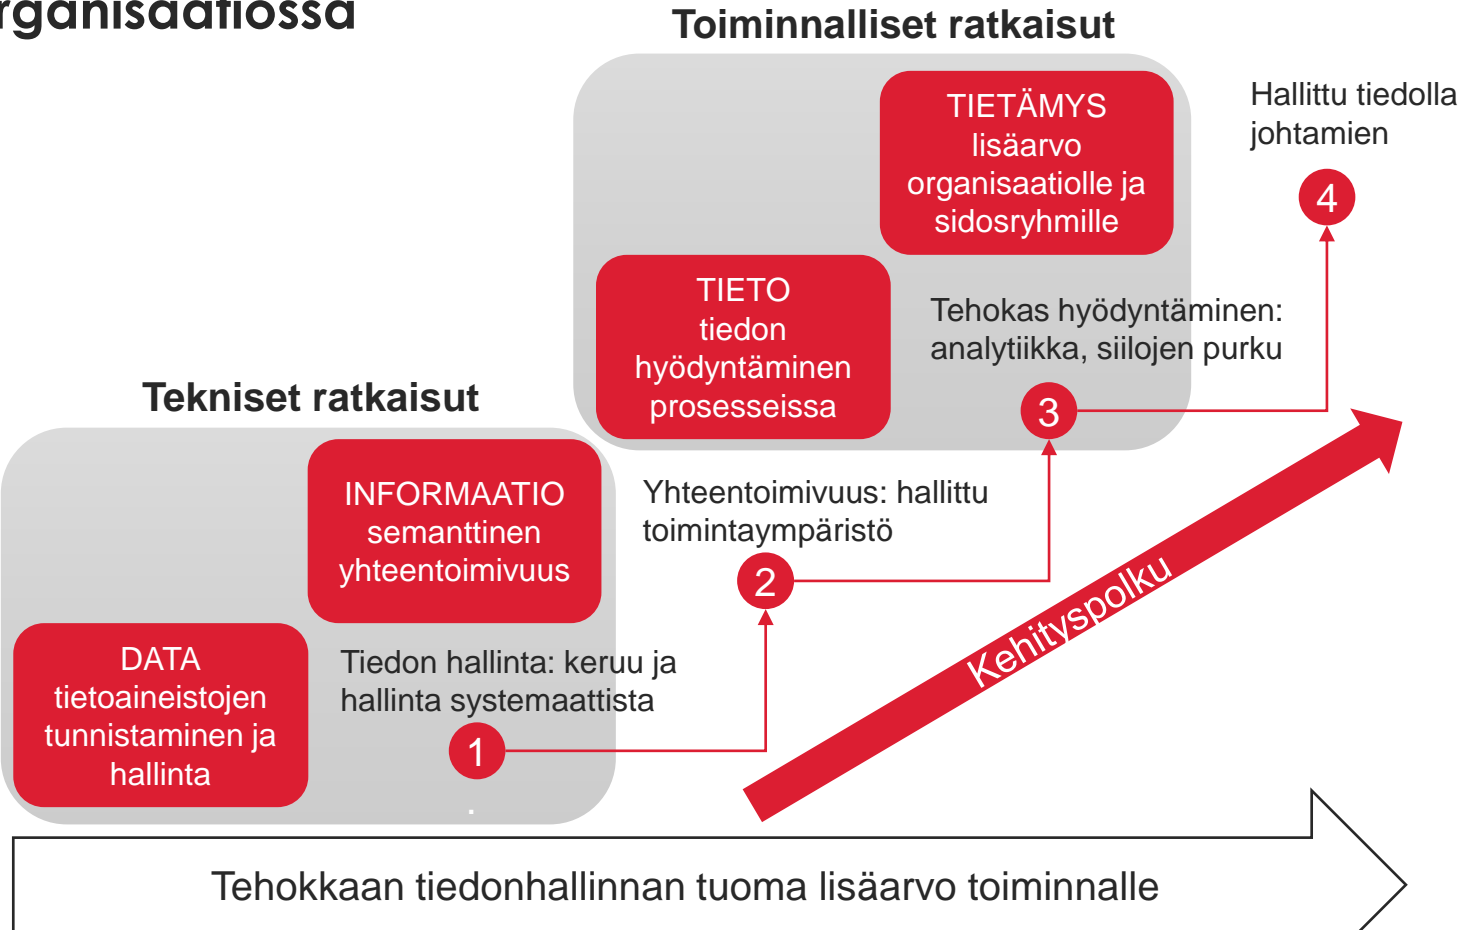 rganisaatiossa
Toiminnalliset ratkaisut
TIETÄMYS
lisäarvo
organisaatiolle ja
sidosryhmille
Hallittu tiedolla
johtamien
4
TIETO
tiedon
hyödyntäminen
prosesseissa
Tehokas hyödyntäminen:
analytiikka, siilojen purku
3
Tekniset ratkaisut
INFORMAATIO
semanttinen
yhteentoimivuus
Yhteentoimivuus: hallittu
toimintaympäristö
2
DATA
tietoaineistojen
tunnistaminen ja
hallinta
Tiedon hallinta: keruu ja
hallinta systemaattista
1
.
Kehityspolku
Tehokkaan tiedonhallinnan tuoma lisäarvo toiminnalle